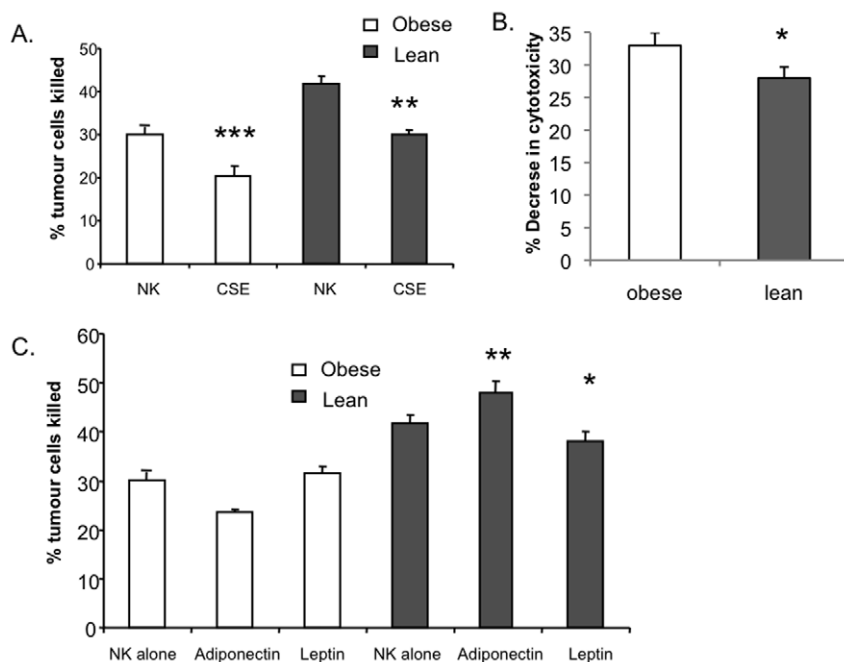 A.
Obese
Lean
% tumour cells killed
50
40
30
20
10
0
***
**
NK
CSE
NK
CSE
B.
% Decrese in cytotoxicity
35
30
25
20
15
10
5
0
*
obese
lean
C.
Obese
Lean
% tumour cells killed
60
50
40
30
20
10
0
**
*
NK alone
Adiponectin
Leptin
NK alone
Adiponectin
Leptin